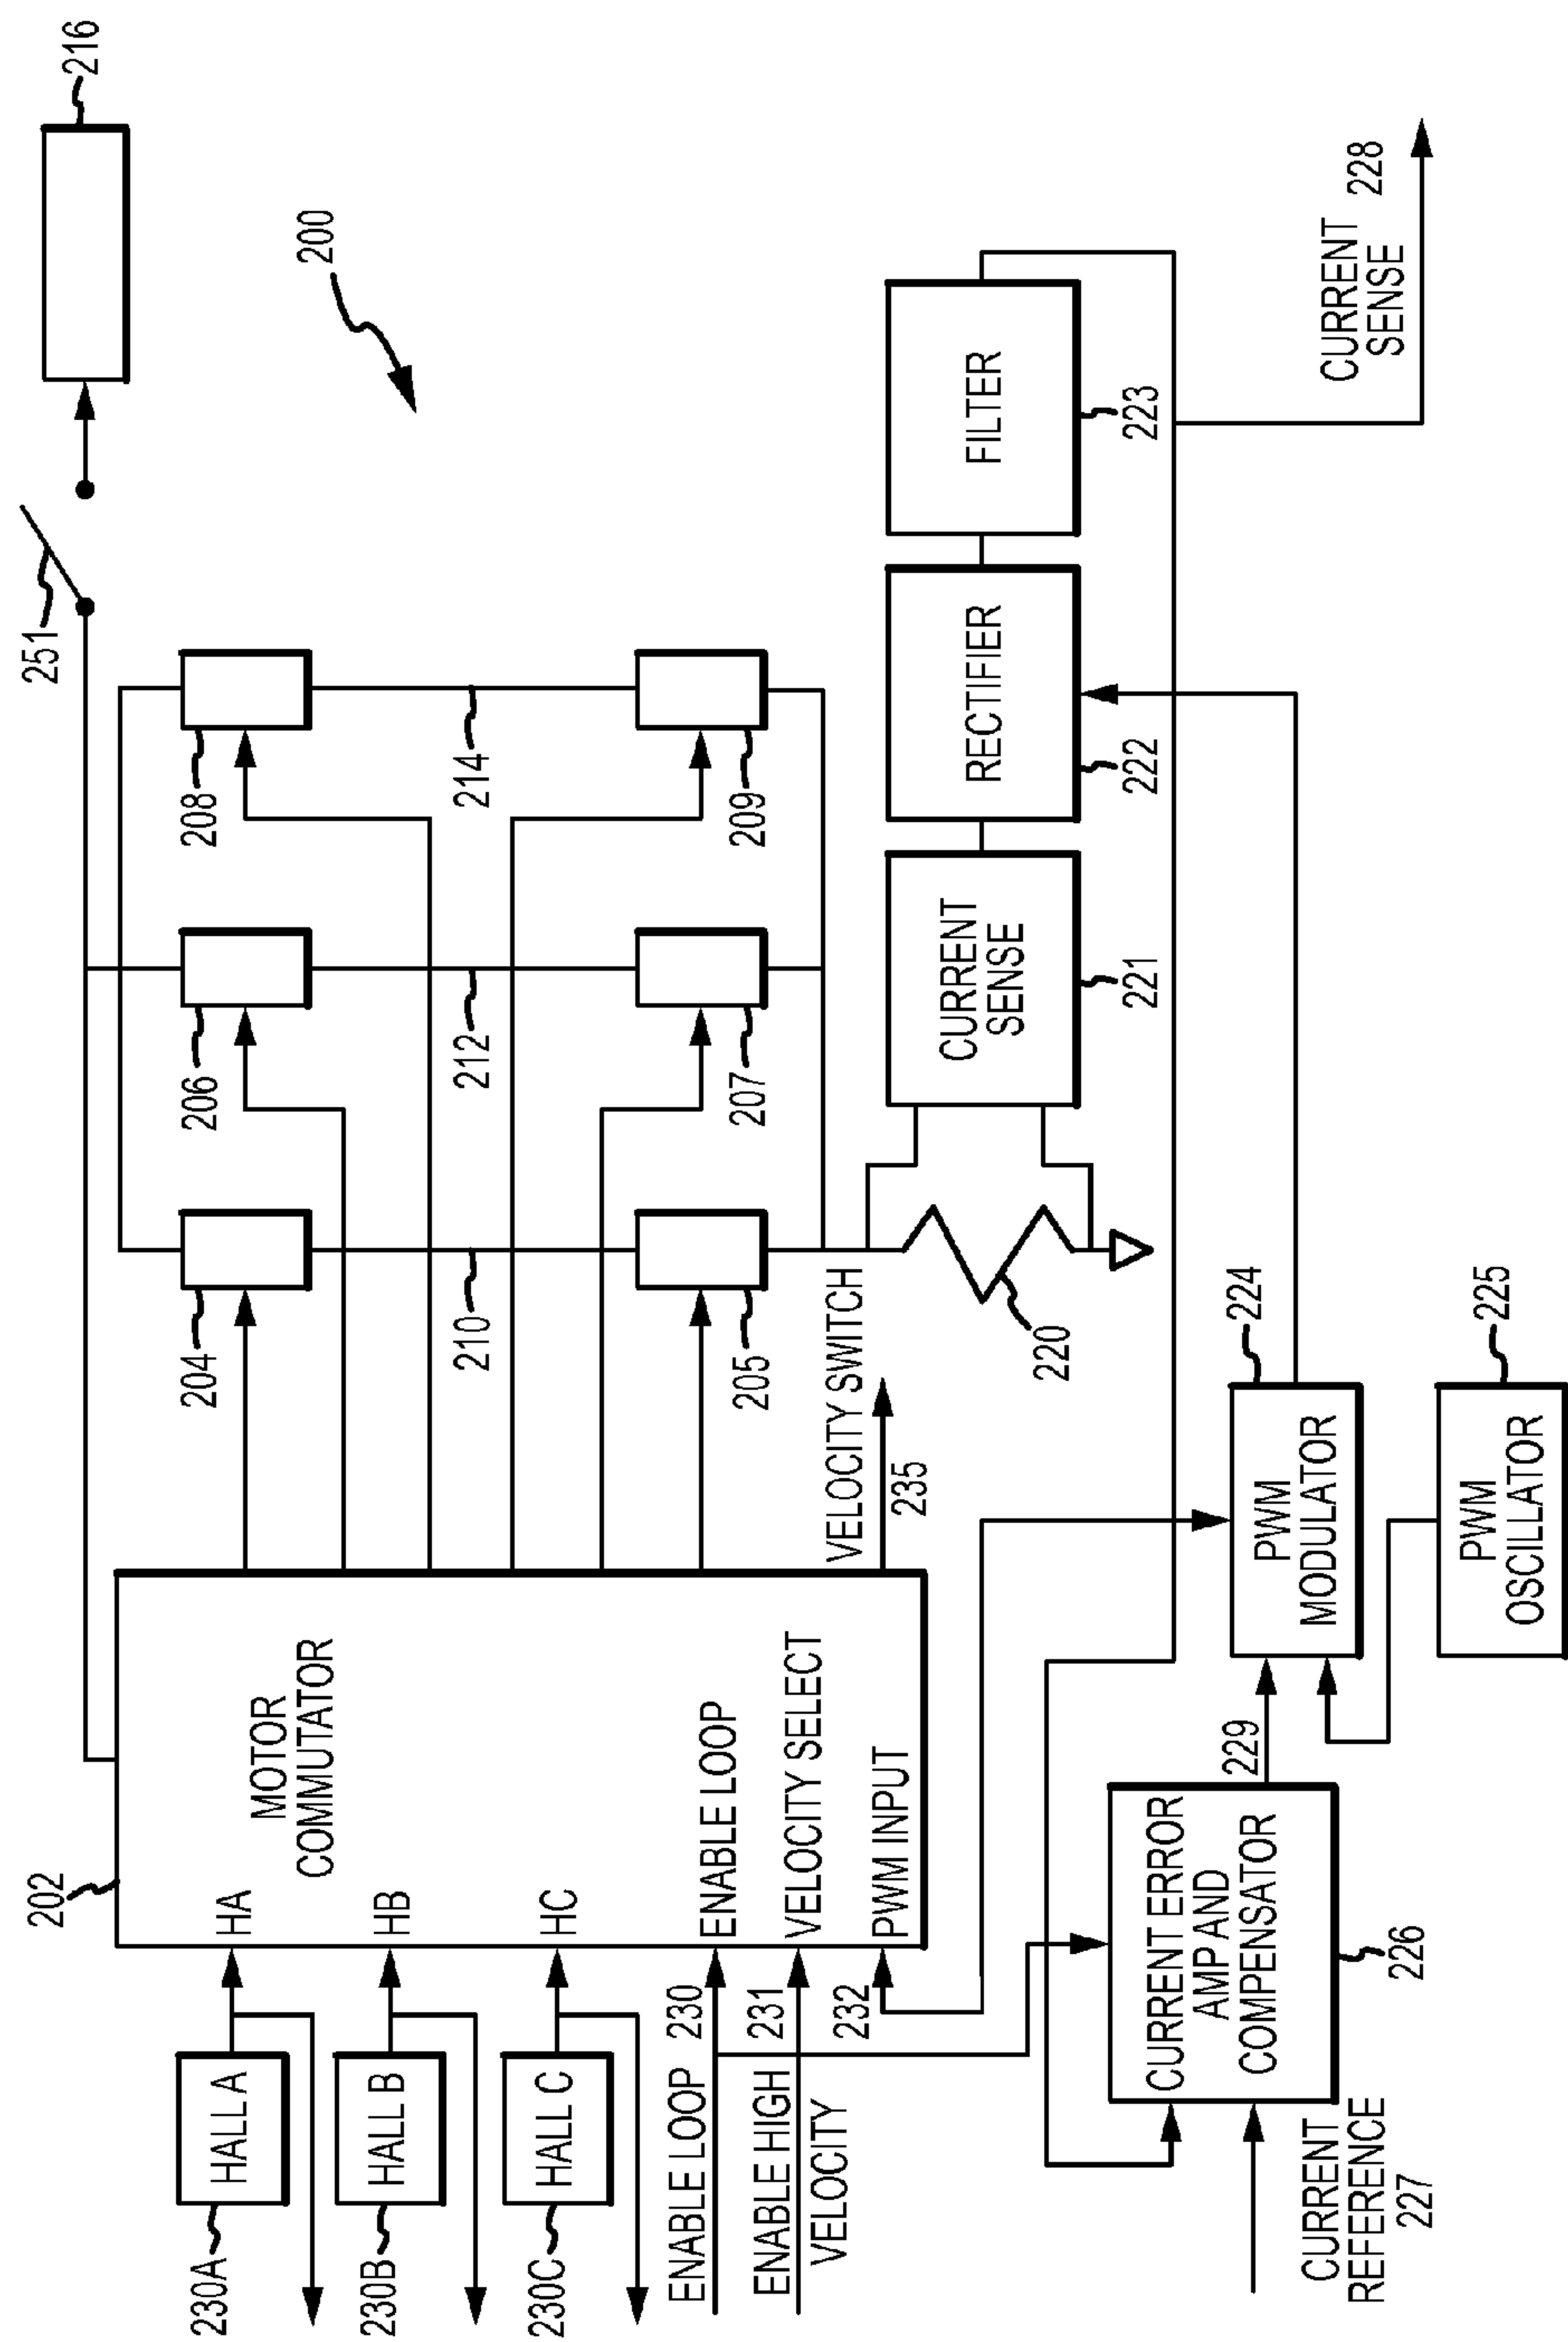 216
251
200
202
MOTOR
COMMUTATOR
HA
HB
HC
ENABLE LOOP
VELOCITY SELECT
PWM INPUT
HALL A
230A
HALL B
230B
HALL C
230C
ENABLE LOOP 230
ENABLE HIGH 231
VELOCITY
232
204
206
208
210
212
214
205
207
209
VELOCITY SWITCH
235
220
CURRENT
SENSE
221
RECTIFIER
222
FILTER
223
CURRENT
SENSE 228
CURRENT ERROR
AMP AND
COMPENSATOR
226
229
PWM
MODULATOR
224
PWM
OSCILLATOR
225
CURRENT
REFERENCE
227